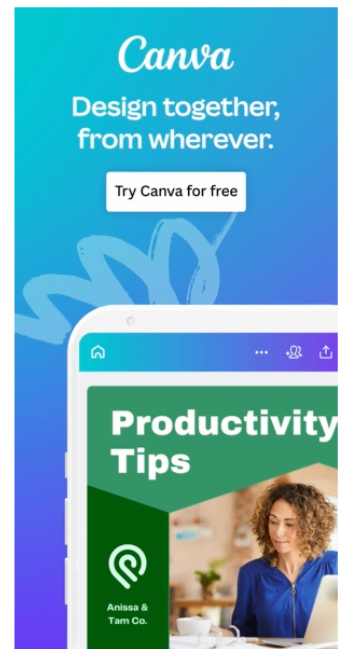 Canva
Design together,
from wherever.
Try Canva for free
Productivity
Tips
Anissa &
Tam Co.